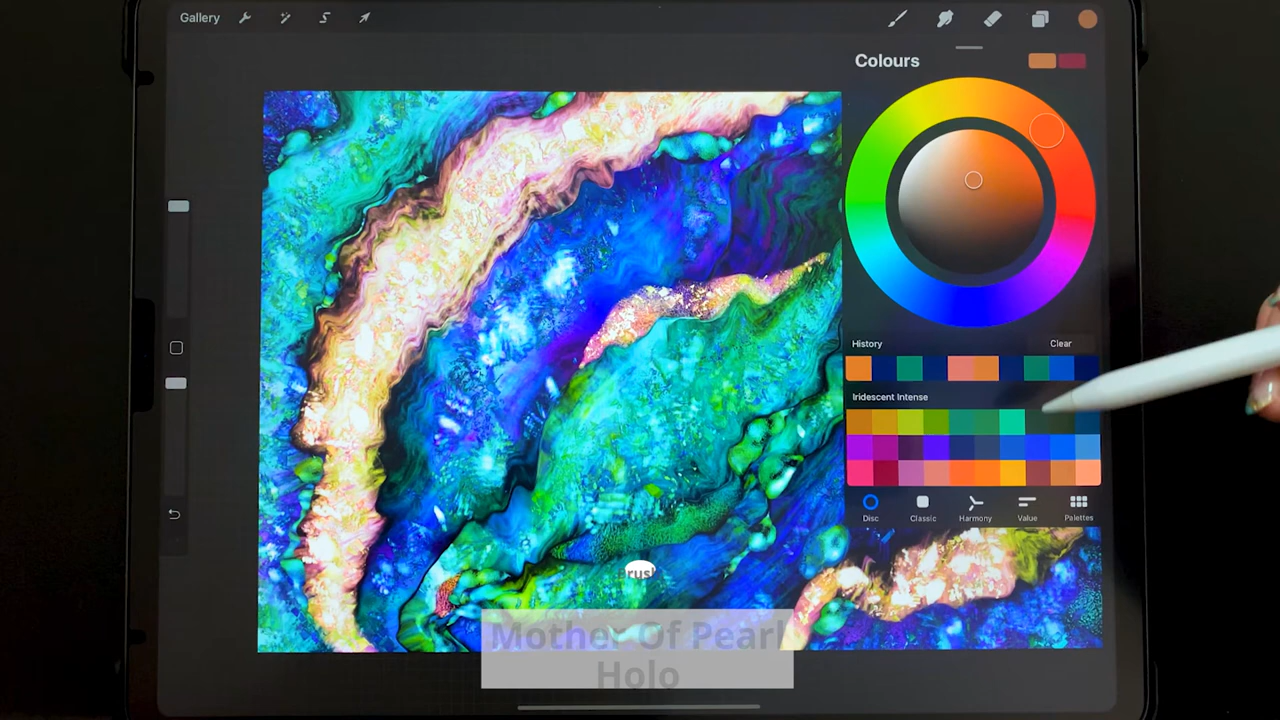 Gallery
Colours
History
Clear
Iridescent Intense
Disc
Classic
Harmony
Value
Palettes
Mother Of Pearl
Holo